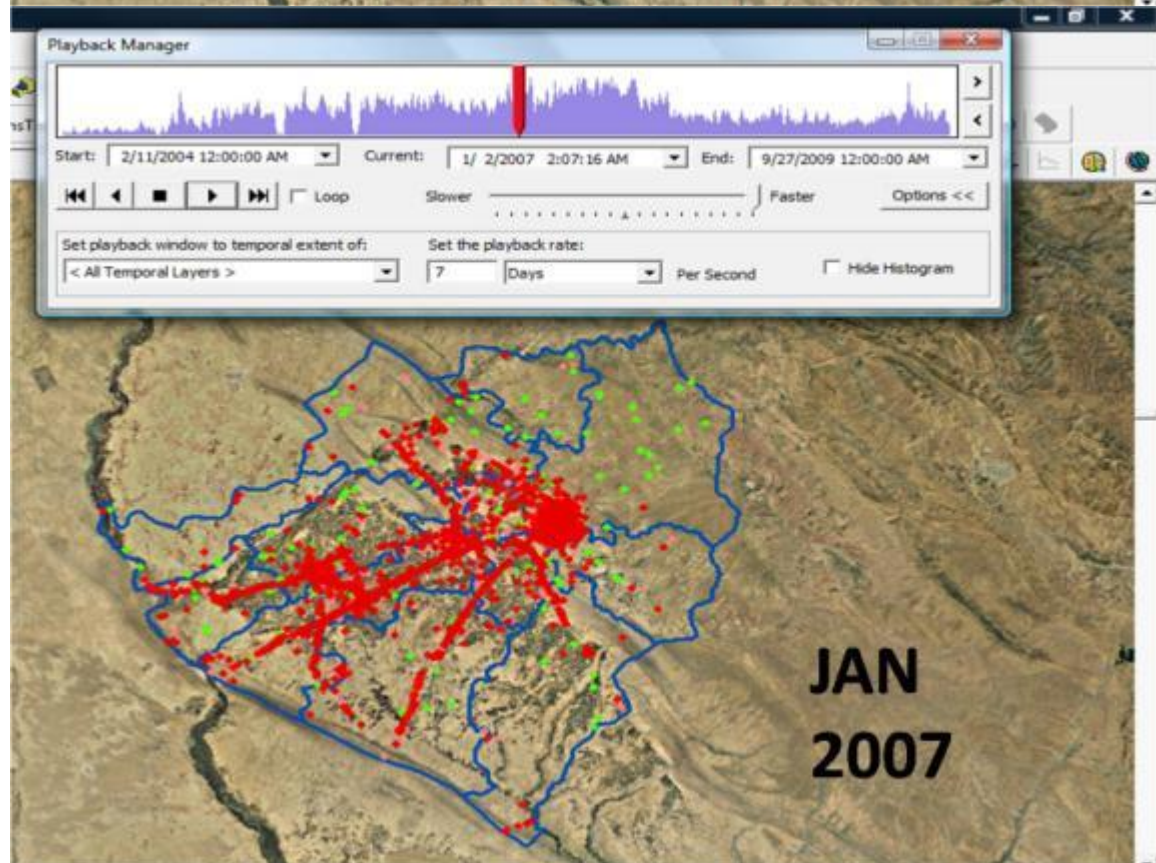 Playback Manager
nsT
Start: 2/11/2004 12:00:00 AM Current: 1/ 2/2007 2:07:16 AM End: 9/27/2009 12:00:00 AM
Loop Slower Faster Options <<
Set playback window to temporal extent of: Set the playback rate:
< All Temporal Layers > 7 Days Per Second Hide Histogram
JAN
2007